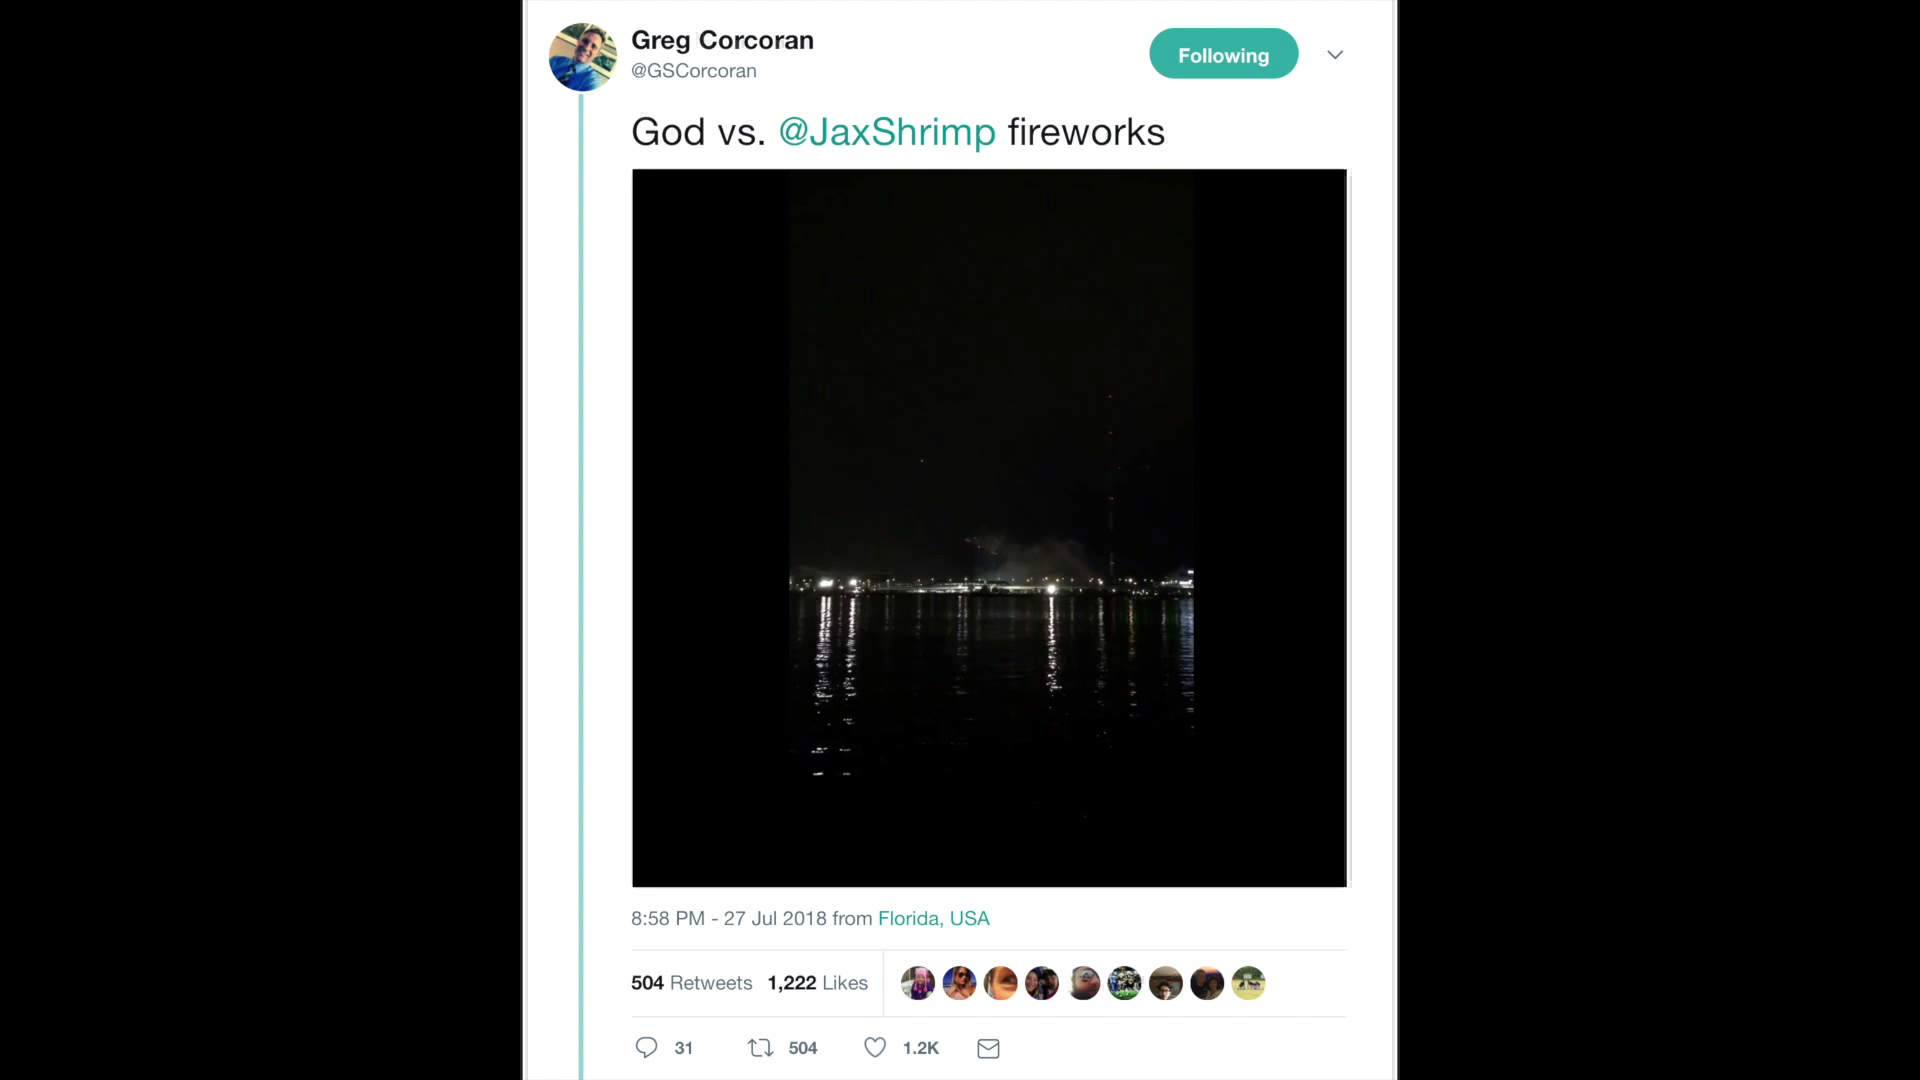 Greg Corcoran
@GSCorcoran
Following
God vs. @JaxShrimp fireworks
8:58 PM - 27 Jul 2018 from Florida, USA
504 Retweets 1,222 Likes
31 504 1.2K